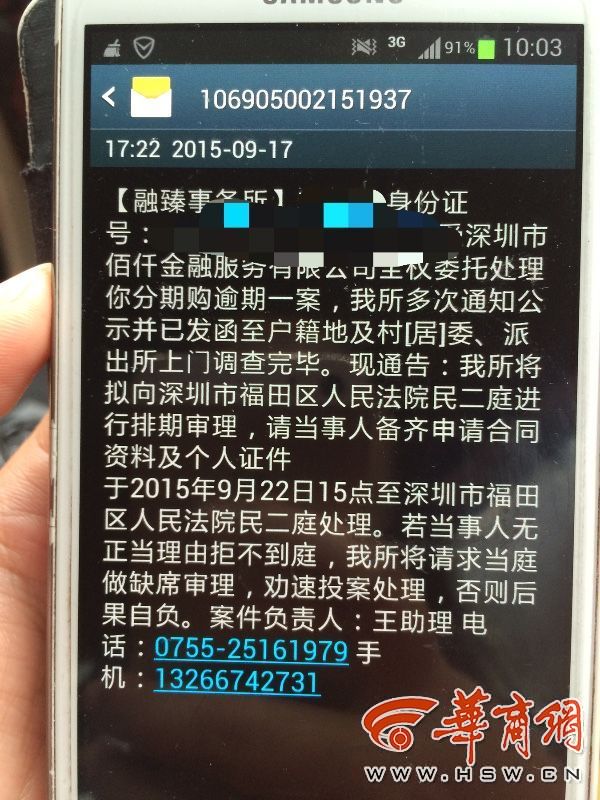 SAMSUNG
3G 91% 10:03
106905002151937
17:22 2015-09-17
【融臻事务所】 身份证
号： 深圳市
佰仟金融服务有限公司全权委托处理
你分期购逾期一案，我所多次通知公
示并已发函至户籍地及村[居]委、派
出所上门调查完毕。现通告：我所将
拟向深圳市福田区人民法院民二庭进
行排期审理，请当事人备齐申请合同
资料及个人证件
于2015年9月22日15点至深圳市福田
区人民法院民二庭处理。若当事人无
正当理由拒不到庭，我所将请求当庭
做缺席审理，劝速投案处理，否则后
果自负。案件负责人：王助理 电
话：0755-25161979 手
机：13266742731
華商網
WWW.HSW.CN